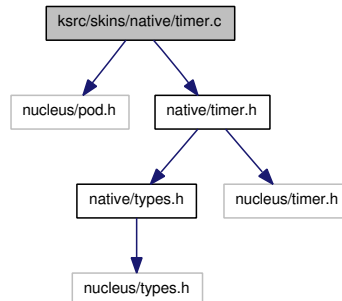 ksrc/skins/native/timer.c
nucleus/pod.h
native/timer.h
native/types.h
nucleus/timer.h
nucleus/types.h